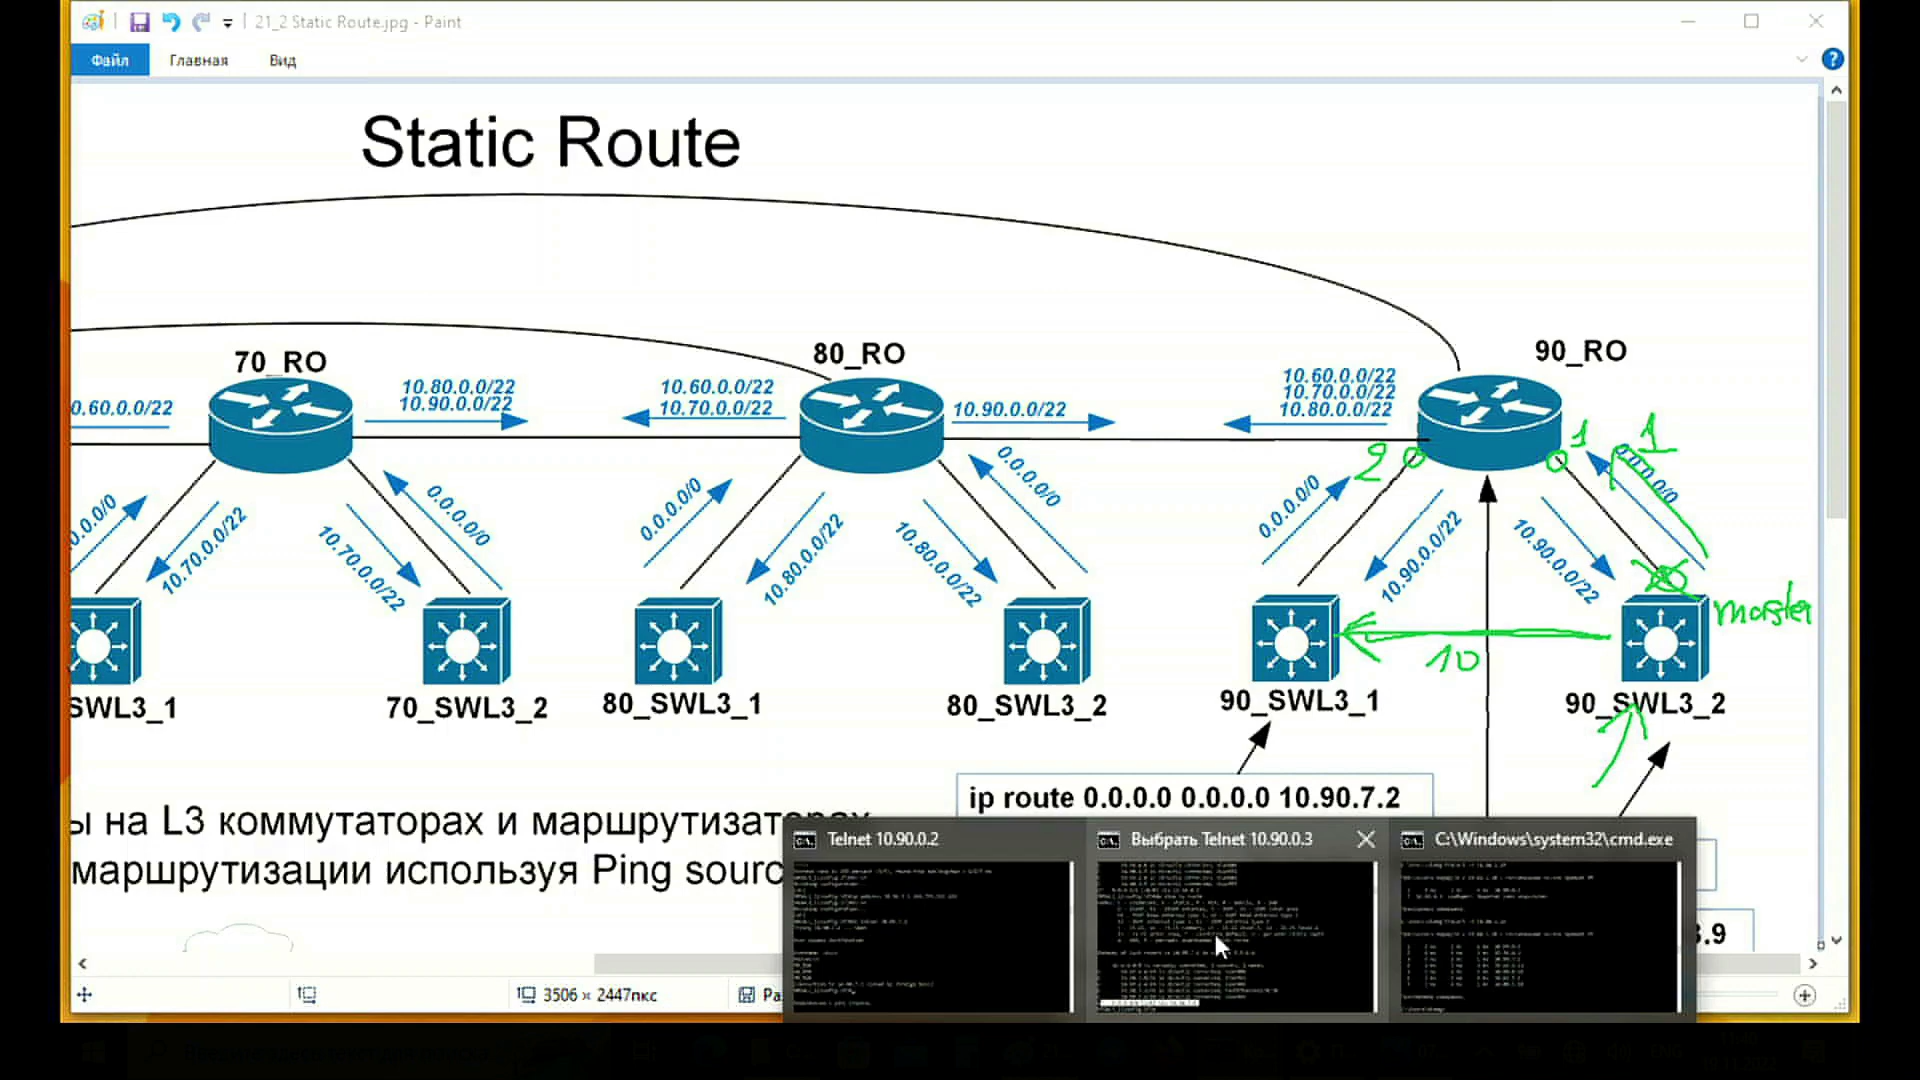 21_2 Static Route.jpg - Paint
Файл Главная Вид
Static Route
70_RO
80_RO
90_RO
0.60.0.0/22
10.80.0.0/22
10.90.0.0/22
10.60.0.0/22
10.70.0.0/22
10.90.0.0/22
10.60.0.0/22
10.70.0.0/22
10.80.0.0/22
2
1
1
0.0.0.0/0
10.70.0.0/22
10.70.0.0/22
0.0.0.0/0
0.0.0.0/0
10.80.0.0/22
10.80.0.0/22
0.0.0.0/0
0.0.0.0/0
10.90.0.0/22
10.90.0.0/22
0.0.0.0/0
master
10
SWL3_1
70_SWL3_2
80_SWL3_1
80_SWL3_2
90_SWL3_1
90_SWL3_2
ip route 0.0.0.0 0.0.0.0 10.90.7.2
ы на L3 коммутаторах и маршрутизаторах
маршрутизации используя Ping sourc
3.9
Telnet 10.90.0.2
Выбрать Telnet 10.90.0.3
C:\Windows\system32\cmd.exe
3506 × 2447пкс
Ра